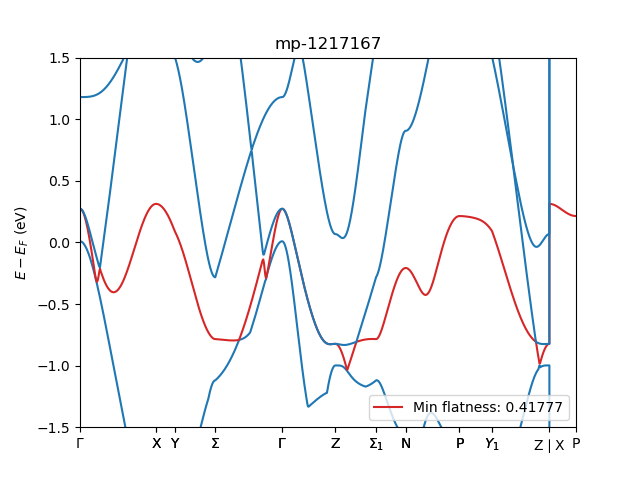 mp-1217167
E − E_F (eV)
1.5
1.0
0.5
0.0
−0.5
−1.0
−1.5
Min flatness: 0.41777
Γ X Y Σ Γ Z Σ₁ N P Y₁ Z | X P